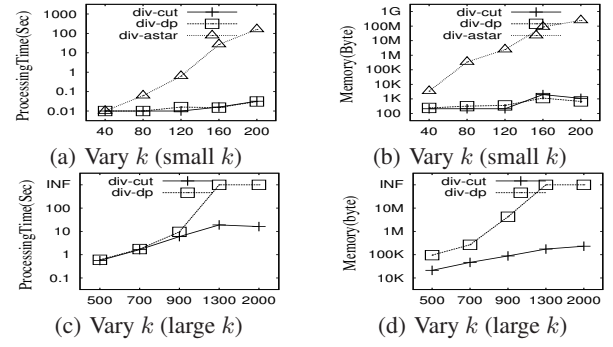 div-cut
div-dp
div-astar
ProcessingTime(Sec)
1000
100
10
1
0.1
0.01
40 80 120 160 200
(a) Vary k (small k)
div-cut
div-dp
div-astar
Memory(Byte)
1G
100M
10M
1M
100K
10K
1K
100
40 80 120 160 200
(b) Vary k (small k)
div-cut
div-dp
ProcessingTime(Sec)
INF
100
10
1
0.1
500 700 900 1300 2000
(c) Vary k (large k)
div-cut
div-dp
Memory(byte)
INF
10M
1M
100K
10K
500 700 900 1300 2000
(d) Vary k (large k)